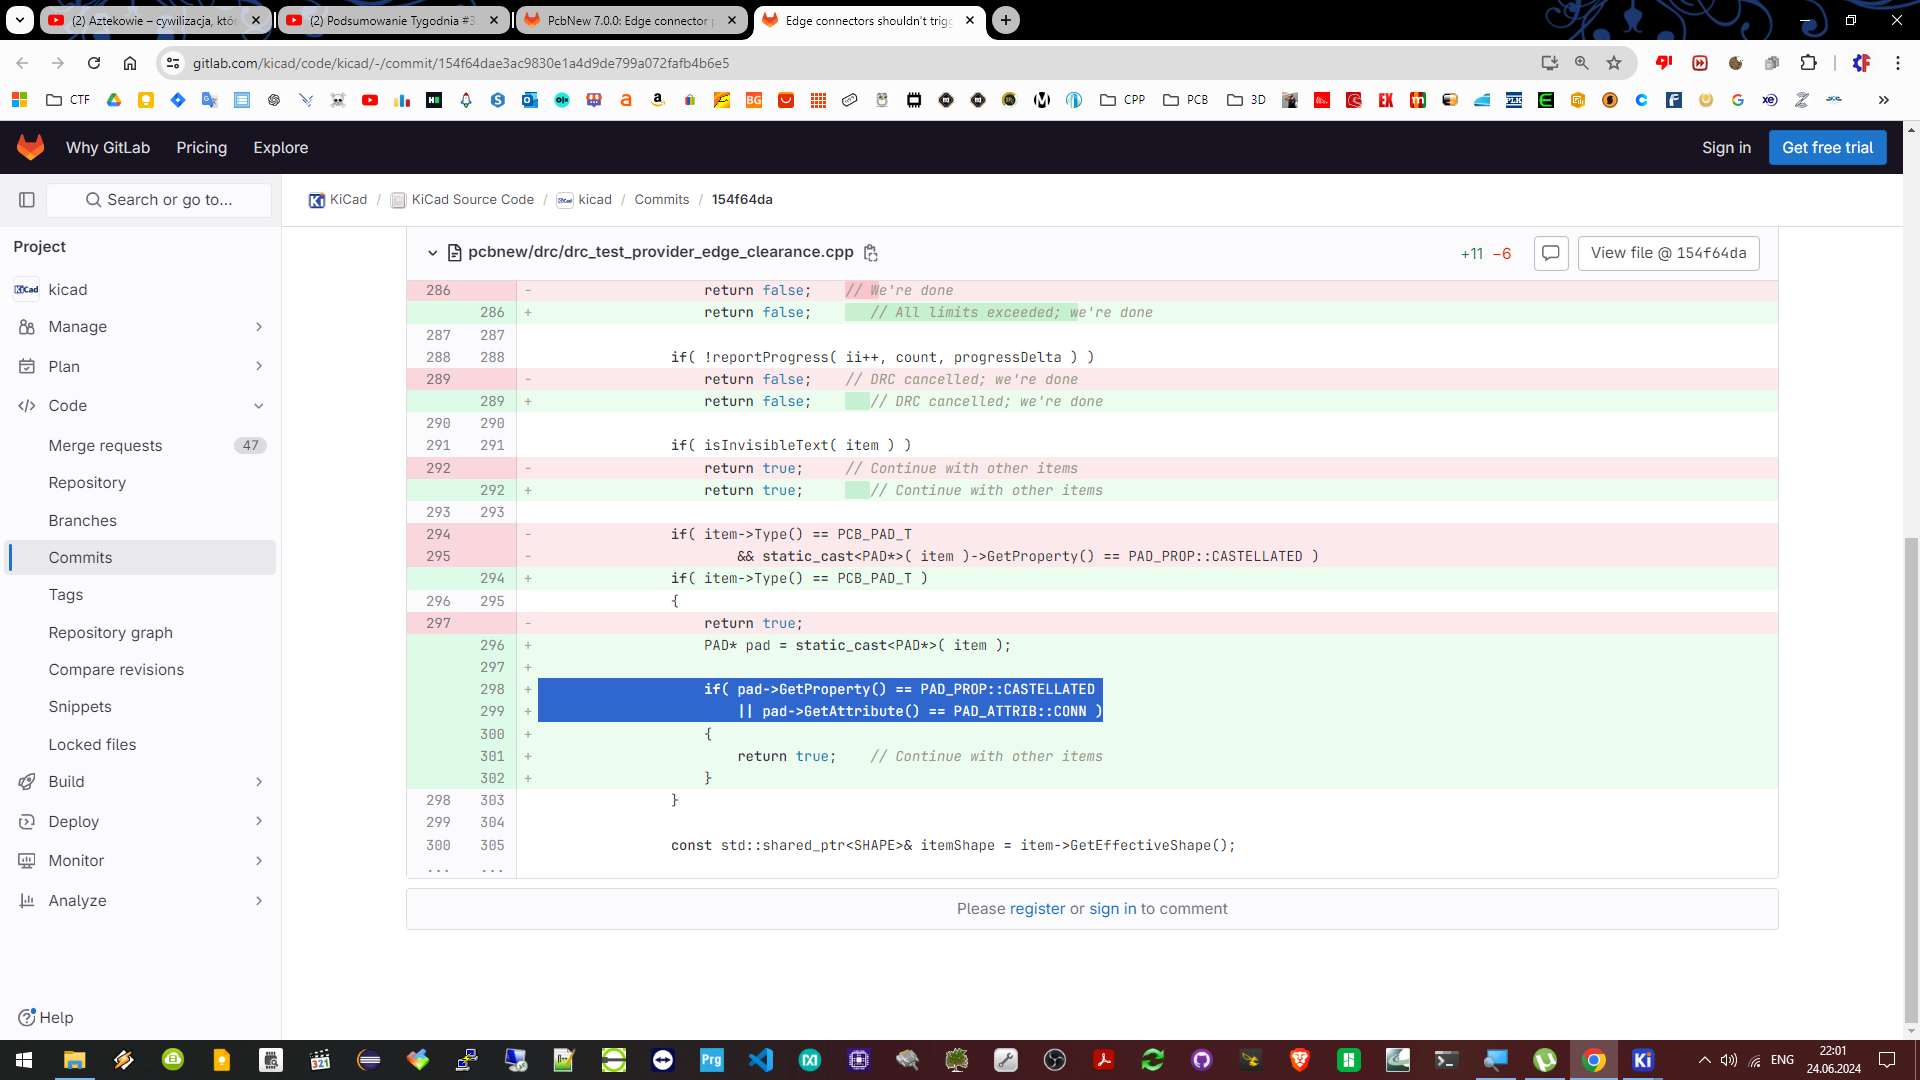 (2) Aztekowie – cywilizacja, któr
(2) Podsumowanie Tygodnia #3
PcbNew 7.0.0: Edge connector p
Edge connectors shouldn't trigg
gitlab.com/kicad/code/kicad/-/commit/154f64dae3ac9830e1a4d9de799a072fafb4b6e5
CTF
CPP
PCB
3D
Why GitLab
Pricing
Explore
Sign in
Get free trial
Search or go to...
KiCad / KiCad Source Code / kicad / Commits / 154f64da
Project
kicad
Manage
Plan
Code
Merge requests 47
Repository
Branches
Commits
Tags
Repository graph
Compare revisions
Snippets
Locked files
Build
Deploy
Monitor
Analyze
Help
pcbnew/drc/drc_test_provider_edge_clearance.cpp
+11 −6
View file @ 154f64da
286 - return false; // We're done
286 + return false; // All limits exceeded; we're done
287 287
288 288 if( !reportProgress( ii++, count, progressDelta ) )
289 - return false; // DRC cancelled; we're done
289 + return false; // DRC cancelled; we're done
290 290
291 291 if( isInvisibleText( item ) )
292 - return true; // Continue with other items
292 + return true; // Continue with other items
293 293
294 - if( item->Type() == PCB_PAD_T
295 - && static_cast<PAD*>( item )->GetProperty() == PAD_PROP::CASTELLATED )
294 + if( item->Type() == PCB_PAD_T )
296 295 {
297 - return true;
296 + PAD* pad = static_cast<PAD*>( item );
297 +
298 + if( pad->GetProperty() == PAD_PROP::CASTELLATED
299 + || pad->GetAttribute() == PAD_ATTRIB::CONN )
300 + {
301 + return true; // Continue with other items
302 + }
298 303 }
299 304
300 305 const std::shared_ptr<SHAPE>& itemShape = item->GetEffectiveShape();
... ...
Please register or sign in to comment
ENG
22:01
24.06.2024